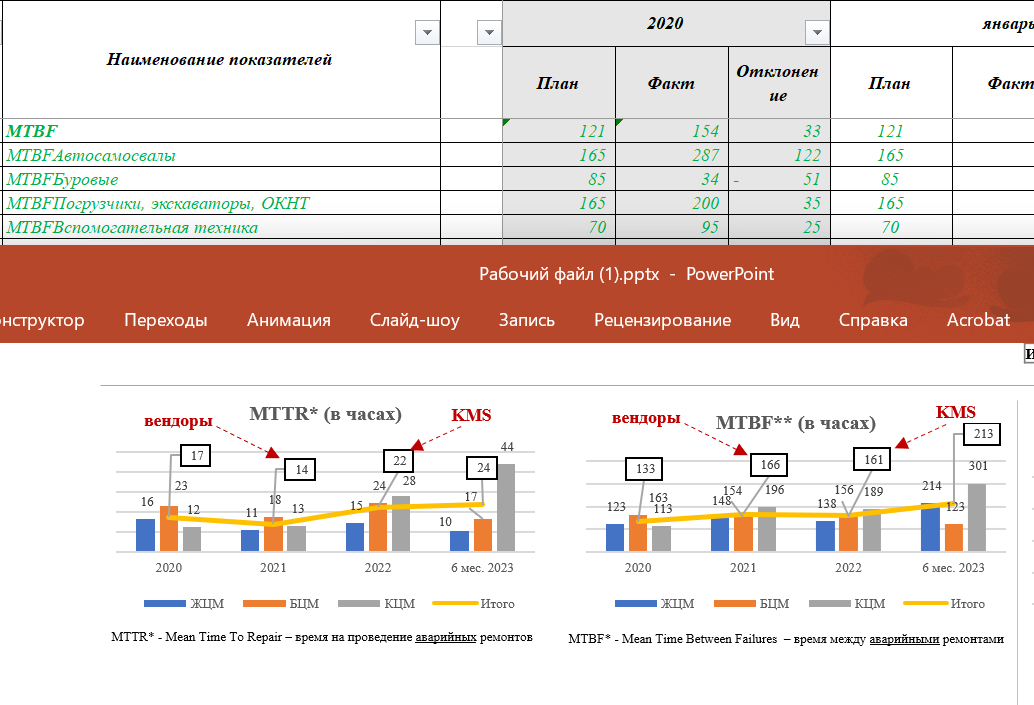 2020
январь
Наименование показателей
План
Факт
Отклонен
ие
План
Факт
MTBF 121 154 33 121
MTBFАвтосамосвалы 165 287 122 165
MTBFБуровые 85 34 - 51 85
MTBFПогрузчики, экскаваторы, ОКНТ 165 200 35 165
MTBFВспомогательная техника 70 95 25 70
Рабочий файл (1).pptx - PowerPoint
онструктор Переходы Анимация Слайд-шоу Запись Рецензирование Вид Справка Acrobat
И
вендоры
MTTR* (в часах)
KMS
17
14
22
24
44
16 23 12
11 18 13
15 24 28
10 17
2020 2021 2022 6 мес. 2023
ЖЦМ БЦМ КЦМ Итого
MTTR* - Mean Time To Repair – время на проведение аварийных ремонтов
вендоры
MTBF** (в часах)
KMS
133
166
161
213
123 163 113
148 154 196
138 156 189
214 123 301
2020 2021 2022 6 мес. 2023
ЖЦМ БЦМ КЦМ Итого
MTBF* - Mean Time Between Failures – время между аварийными ремонтами